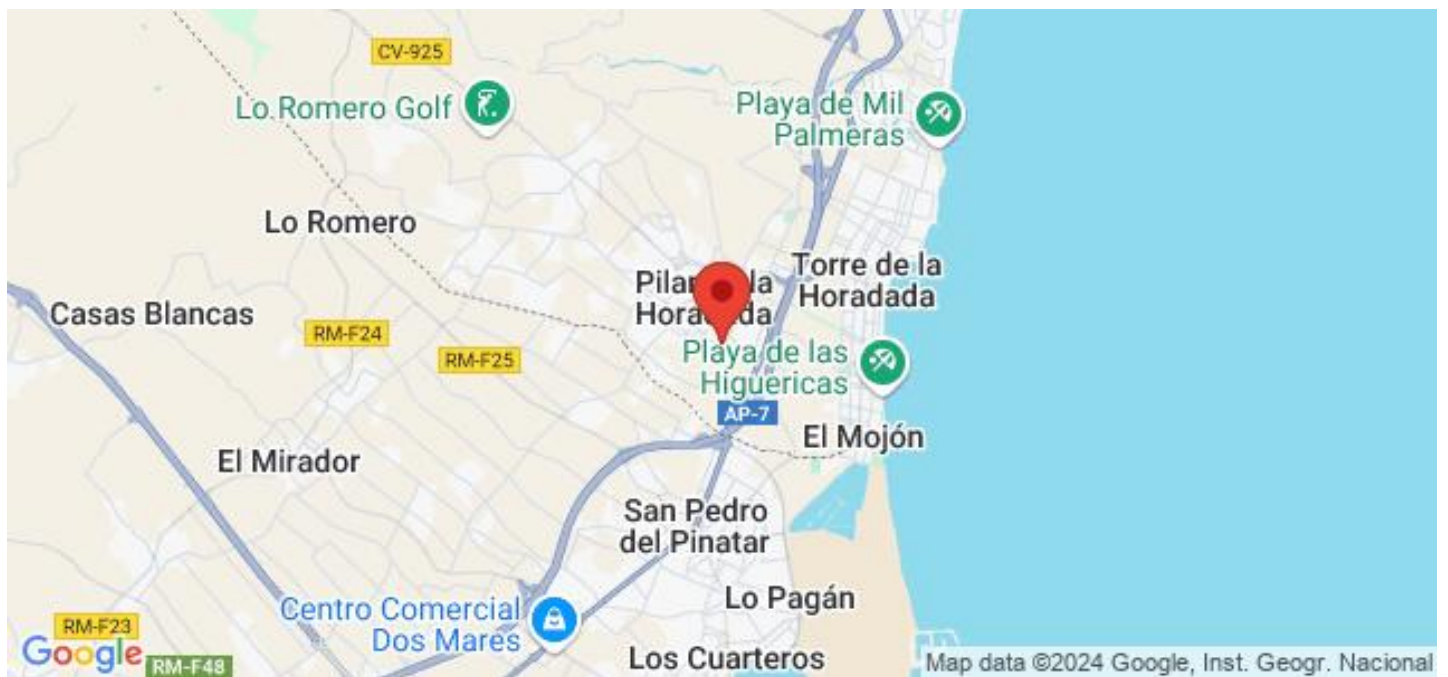 CV-925
Lo Romero Golf
Playa de Mil
Palmeras
Lo Romero
Torre de la
Horadada
Casas Blancas
RM-F24
RM-F25
Playa de las
Higuericas
AP-7
El Mojón
El Mirador
San Pedro
del Pinatar
Lo Pagán
Centro Comercial
Dos Mares
RM-F23
Google
RM-F48
Los Cuarteros
Map data ©2024 Google, Inst. Geogr. Nacional